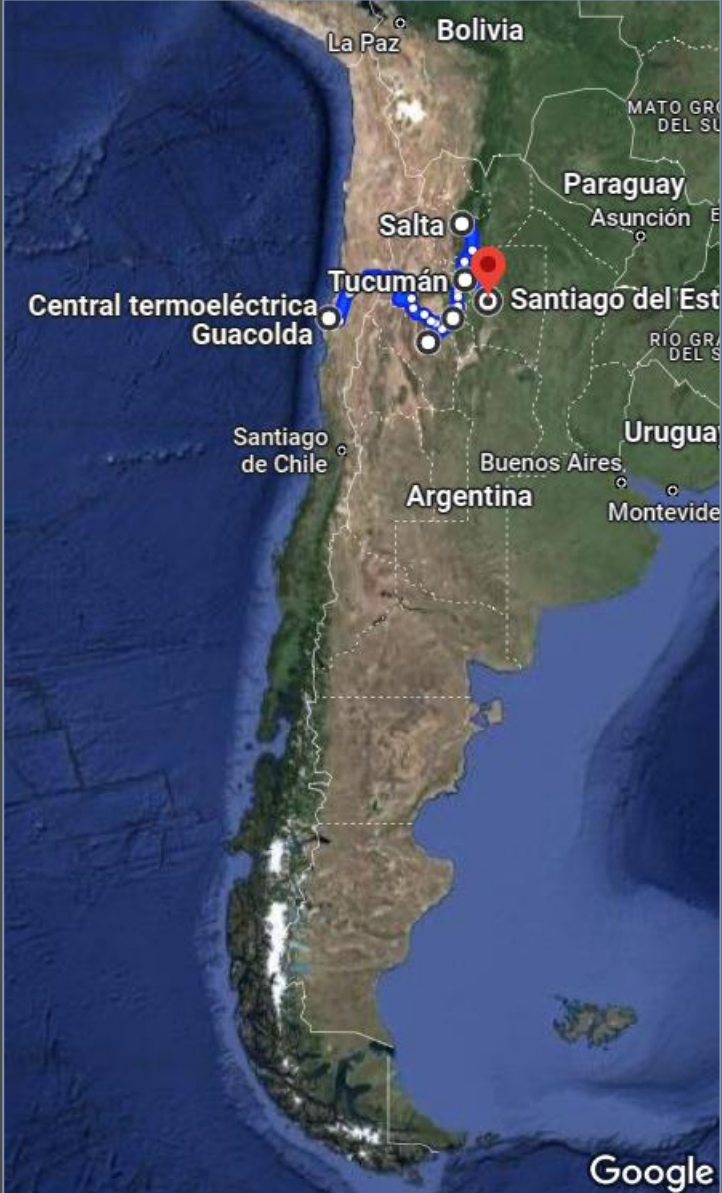 Bolivia
La Paz
MATO GRO
DEL SU
Paraguay
Asunción
E
Salta
Tucumán
Central termoeléctrica
Guacolda
Santiago del Est
RIO GRA
DEL S
Santiago
de Chile
Uruguay
Buenos Aires
Argentina
Montevide
Google